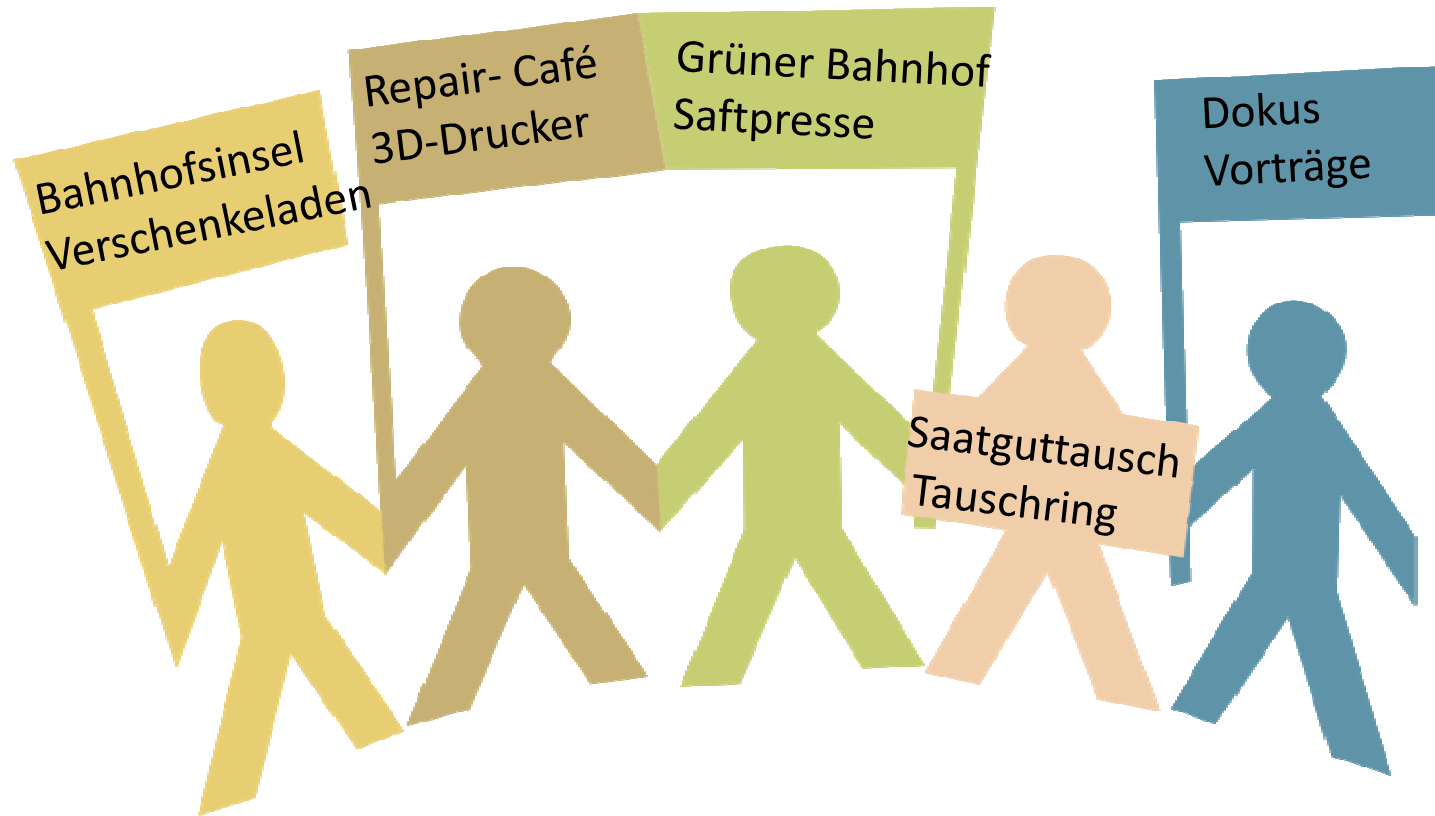 Bahnhofsinsel
Verschenkeladen
Repair- Café
3D-Drucker
Grüner Bahnhof
Saftpresse
Saatguttausch
Tauschring
Dokus
Vorträge